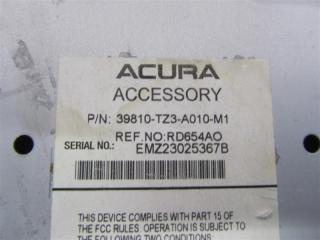 ACURA
ACCESSORY
P/N: 39810-TZ3-A010-M1
REF.NO:RD654AO
SERIAL NO.: EMZ23025367B
THIS DEVICE COMPLIES WITH PART 15 OF
THE FCC RULES. OPERATION IS SUBJECT TO